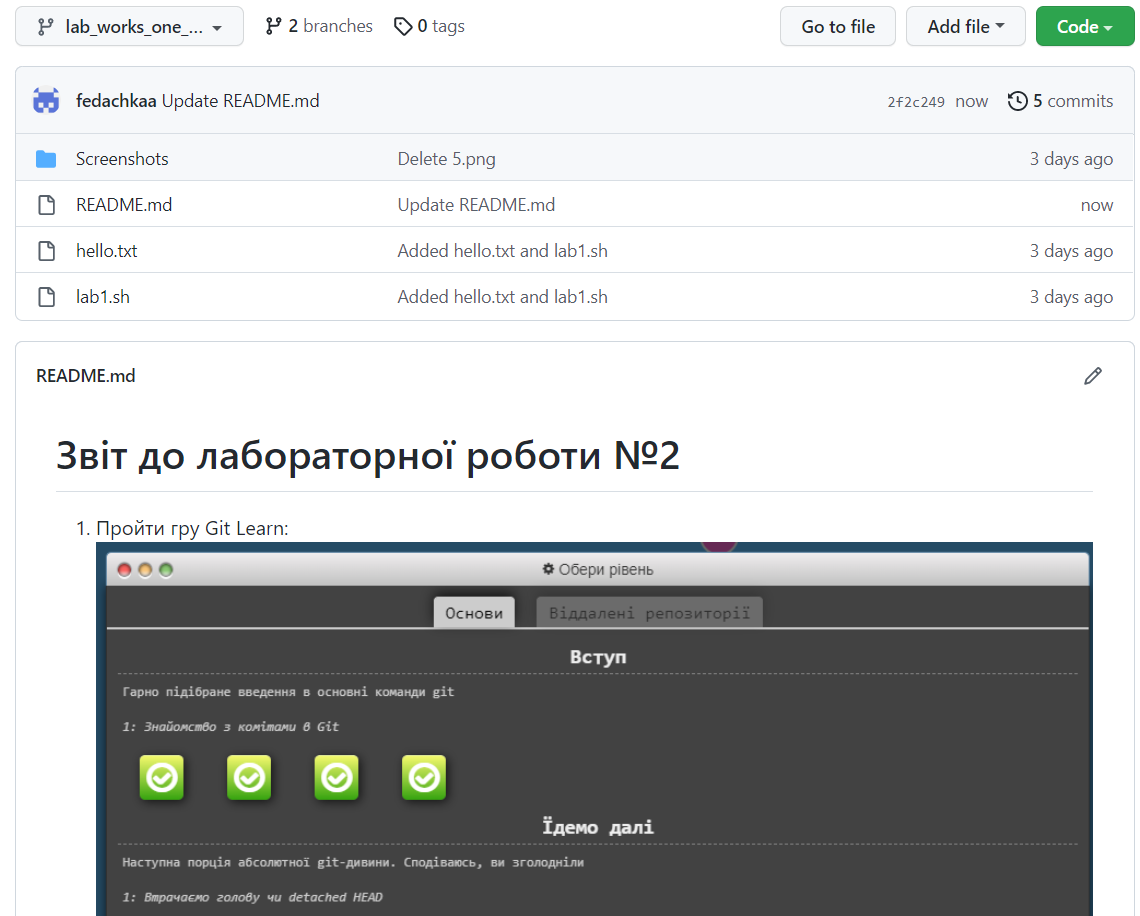 lab_works_one_... 2 branches 0 tags Go to file Add file Code
fedachkaa Update README.md 2f2c249 now 5 commits
Screenshots Delete 5.png 3 days ago
README.md Update README.md now
hello.txt Added hello.txt and lab1.sh 3 days ago
lab1.sh Added hello.txt and lab1.sh 3 days ago
README.md
Звіт до лабораторної роботи №2
1. Пройти гру Git Learn:
Обери рівень
Основи Віддалені репозиторії
Вступ
Гарно підібране введення в основні команди git
1: Знайомство з комітами в Git
Їдемо далі
Наступна порція абсолютної git-дивини. Сподіваюсь, ви зголодніли
1: Втрачаємо голову чи detached HEAD